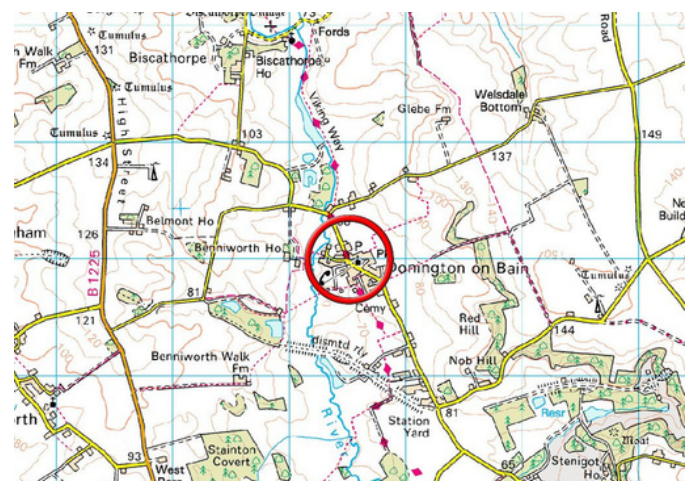 73
Fords
Tumulus
131
Walk
Fm
Biscathorpe
Biscathorpe
Ho
Tumulus
High Street
Viking Way
Welsdale
Bottom
Glebe Fm
Road
Tumulus
103
149
137
134
Belmont Ho
126
ham
B1225
Benniworth Ho
P
Donington on Bain
Build
Tumulus
81
Cemy
121
Red
Hill
144
dismtd rly
Nob Hill
Benniworth Walk
Fm
81
Resr
orth
Station
Yard
Moat
Stainton
Covert
93
65
Stenigot
Ho
West